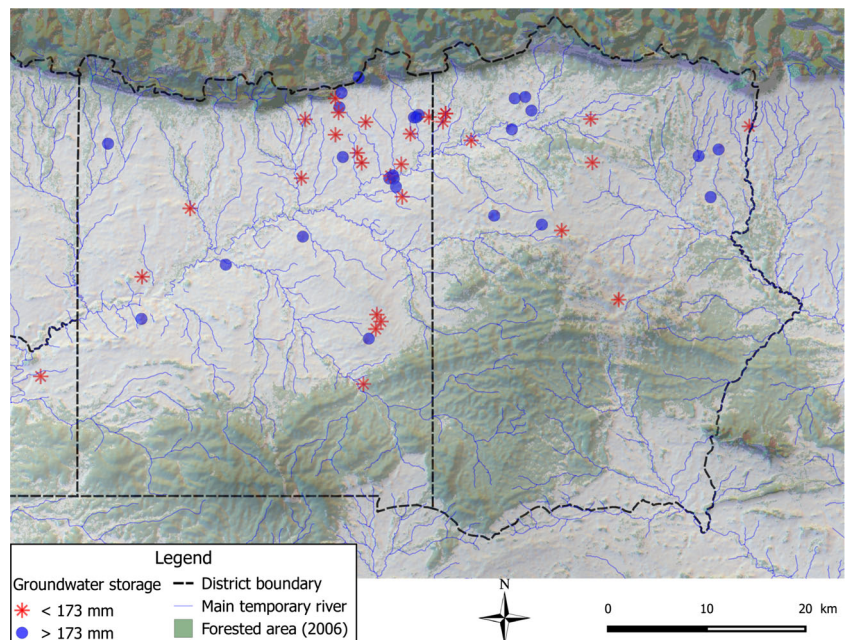 Legend
Groundwater storage
< 173 mm
> 173 mm
District boundary
Main temporary river
Forested area (2006)
N
0 10 20 km